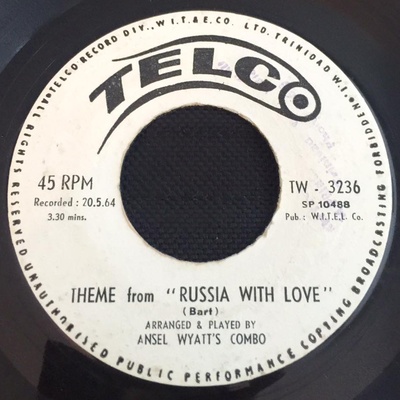 TELCO RECORD DIV., W.I.T.& E. CO. LTD. TRINIDAD W.I.
ALL RIGHTS RESERVED UNAUTHORISED PUBLIC PERFORMANCE COPYING BROADCASTING FORBIDDEN
TELCO
45 RPM
Recorded : 20.5.64
3.30 mins.
TW - 3236
SP 10488
Pub : W.I.T.E.L. Co.
THEME from "RUSSIA WITH LOVE"
(Bart)
ARRANGED & PLAYED BY
ANSEL WYATT'S COMBO